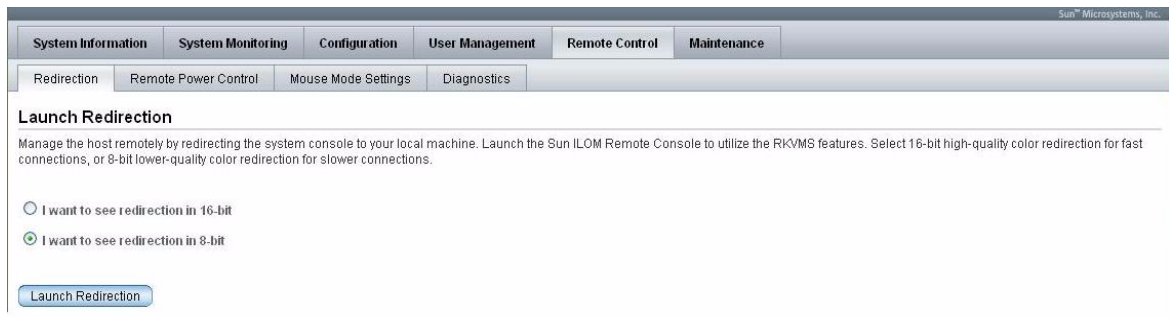 Sun™ Microsystems, Inc.
System Information System Monitoring Configuration User Management Remote Control Maintenance
Redirection Remote Power Control Mouse Mode Settings Diagnostics
Launch Redirection
Manage the host remotely by redirecting the system console to your local machine. Launch the Sun ILOM Remote Console to utilize the RKVMS features. Select 16-bit high-quality color redirection for fast
connections, or 8-bit lower-quality color redirection for slower connections.
I want to see redirection in 16-bit
I want to see redirection in 8-bit
Launch Redirection